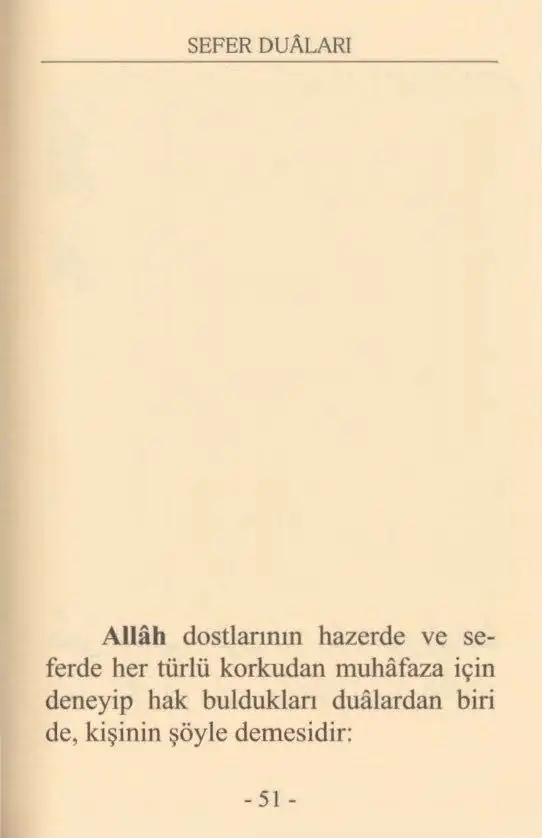 SEFER DUÂLARI
Allâh dostlarının hazerde ve se-
ferde her türlü korkudan muhâfaza için
deneyip hak buldukları duâlardan biri
de, kişinin şöyle demesidir:
- 51 -